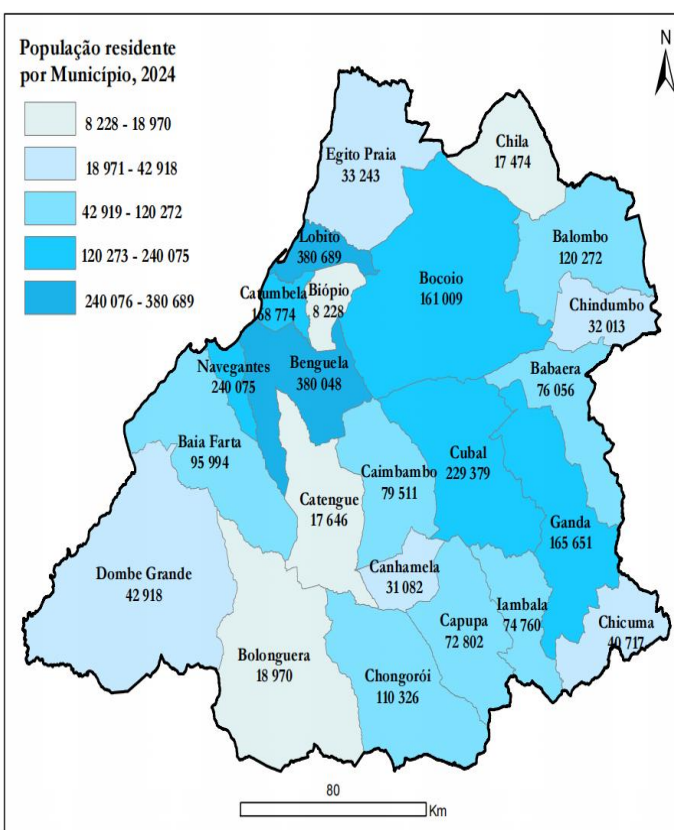 População residente
por Município, 2024
8 228 - 18 970
18 971 - 42 918
42 919 - 120 272
120 273 - 240 075
240 076 - 380 689
N
Chila
17 474
Egito Praia
33 243
Lobito
380 689
Balombo
120 272
Bocoio
161 009
Catumbela
168 774
Biópio
8 228
Chindumbo
32 013
Navegantes
240 075
Benguela
380 048
Babaera
76 056
Baia Farta
95 994
Caimbambo
79 511
Cubal
229 379
Catengue
17 646
Ganda
165 651
Dombe Grande
42 918
Canhamela
31 082
Iambala
74 760
Capupa
72 802
Chicuma
40 717
Bolonguera
18 970
Chongorói
110 326
80
Km